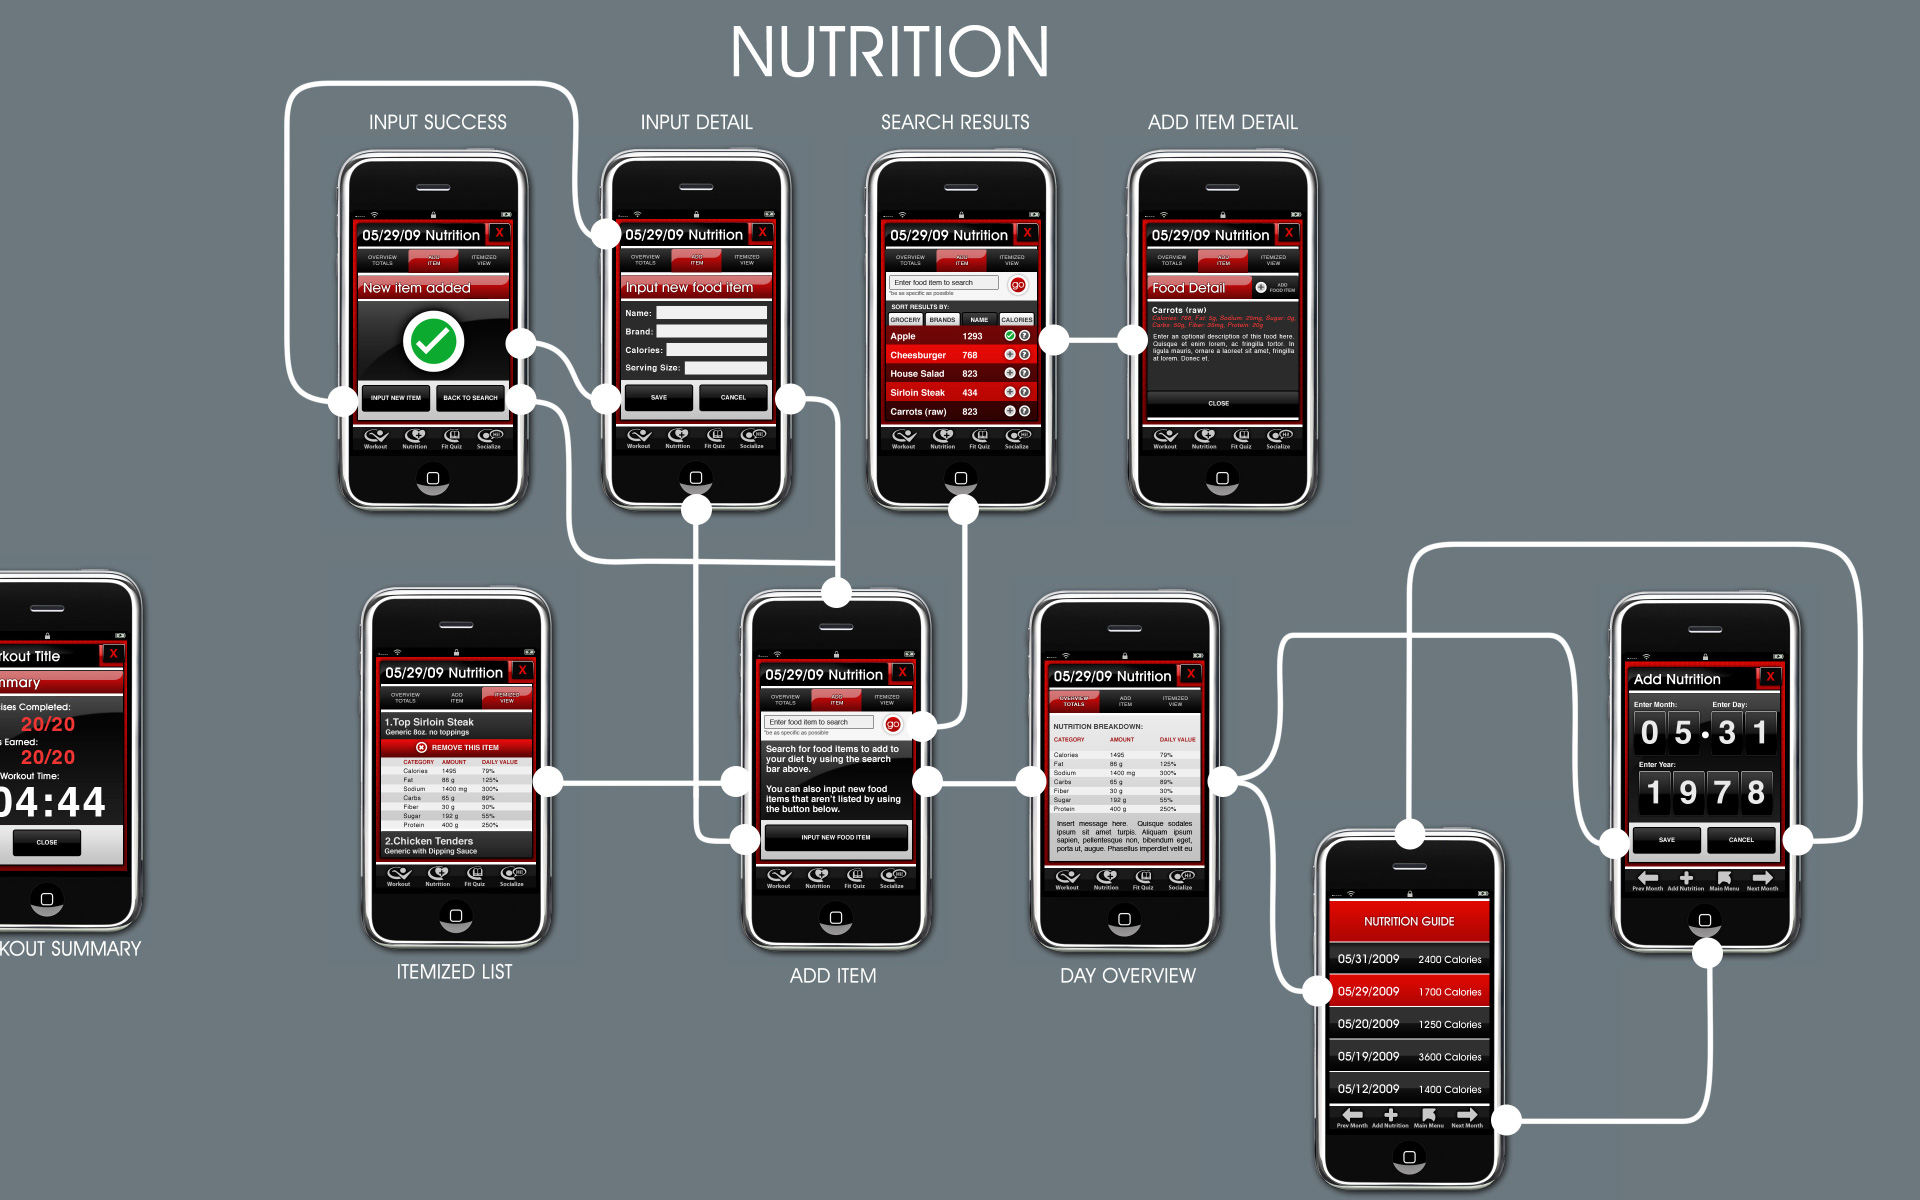 NUTRITION
INPUT SUCCESS
05/29/09 Nutrition
X
OVERVIEW TOTALS
ADD ITEM
ITEMIZED VIEW
New item added
INPUT NEW ITEM
BACK TO SEARCH
Workout Nutrition Fit Quiz Socialize
INPUT DETAIL
05/29/09 Nutrition
X
OVERVIEW TOTALS
ADD ITEM
ITEMIZED VIEW
Input new food item
Name:
Brand:
Calories:
Serving Size:
SAVE
CANCEL
Workout Nutrition Fit Quiz Socialize
SEARCH RESULTS
05/29/09 Nutrition
X
OVERVIEW TOTALS
ADD ITEM
ITEMIZED VIEW
Enter food item to search
go
*be as specific as possible
SORT RESULTS BY:
GROCERY BRANDS NAME CALORIES
Apple 1293
Cheesburger 768
House Salad 823
Sirloin Steak 434
Carrots (raw) 823
Workout Nutrition Fit Quiz Socialize
ADD ITEM DETAIL
05/29/09 Nutrition
X
OVERVIEW TOTALS
ADD ITEM
ITEMIZED VIEW
Food Detail
ADD FOOD ITEM
Carrots (raw)
Calories: 768, Fat: 5g, Sodium: 25mg, Sugar: 0g,
Carbs: 50g, Fiber: 35mg, Protein: 20g
Enter an optional description of this food here.
Quisque et enim lorem, ac fringilla tortor. In
ligula mauris, ornare a laoreet sit amet, fringilla
at lorem. Donec et.
CLOSE
Workout Nutrition Fit Quiz Socialize
rkout Title
X
mmary
ises Completed:
20/20
s Earned:
20/20
Workout Time:
04:44
CLOSE
KOUT SUMMARY
05/29/09 Nutrition
X
OVERVIEW TOTALS
ADD ITEM
ITEMIZED VIEW
1.Top Sirloin Steak
Generic 8oz. no toppings
REMOVE THIS ITEM
CATEGORY AMOUNT DAILY VALUE
Calories 1495 79%
Fat 86 g 125%
Sodium 1400 mg 300%
Carbs 65 g 89%
Fiber 30 g 30%
Sugar 192 g 55%
Protein 400 g 250%
2.Chicken Tenders
Generic with Dipping Sauce
Workout Nutrition Fit Quiz Socialize
ITEMIZED LIST
05/29/09 Nutrition
X
OVERVIEW TOTALS
ADD ITEM
ITEMIZED VIEW
Enter food item to search
go
*be as specific as possible
Search for food items to add to
your diet by using the search
bar above.
You can also input new food
items that aren't listed by using
the button below.
INPUT NEW FOOD ITEM
Workout Nutrition Fit Quiz Socialize
ADD ITEM
05/29/09 Nutrition
X
OVERVIEW TOTALS
ADD ITEM
ITEMIZED VIEW
NUTRITION BREAKDOWN:
CATEGORY AMOUNT DAILY VALUE
Calories 1495 79%
Fat 86 g 125%
Sodium 1400 mg 300%
Carbs 65 g 89%
Fiber 30 g 30%
Sugar 192 g 55%
Protein 400 g 250%
Insert message here. Quisque sodales
ipsum sit amet turpis. Aliquam ipsum
sapien, pellentesque non, bibendum eget,
porta ut, augue. Phasellus imperdiet velit eu
Workout Nutrition Fit Quiz Socialize
DAY OVERVIEW
NUTRITION GUIDE
05/31/2009 2400 Calories
05/29/2009 1700 Calories
05/20/2009 1250 Calories
05/19/2009 3600 Calories
05/12/2009 1400 Calories
Prev Month Add Nutrition Main Menu Next Month
Add Nutrition
X
Enter Month: Enter Day:
0 5 • 3 1
Enter Year:
1 9 7 8
SAVE
CANCEL
Prev Month Add Nutrition Main Menu Next Month